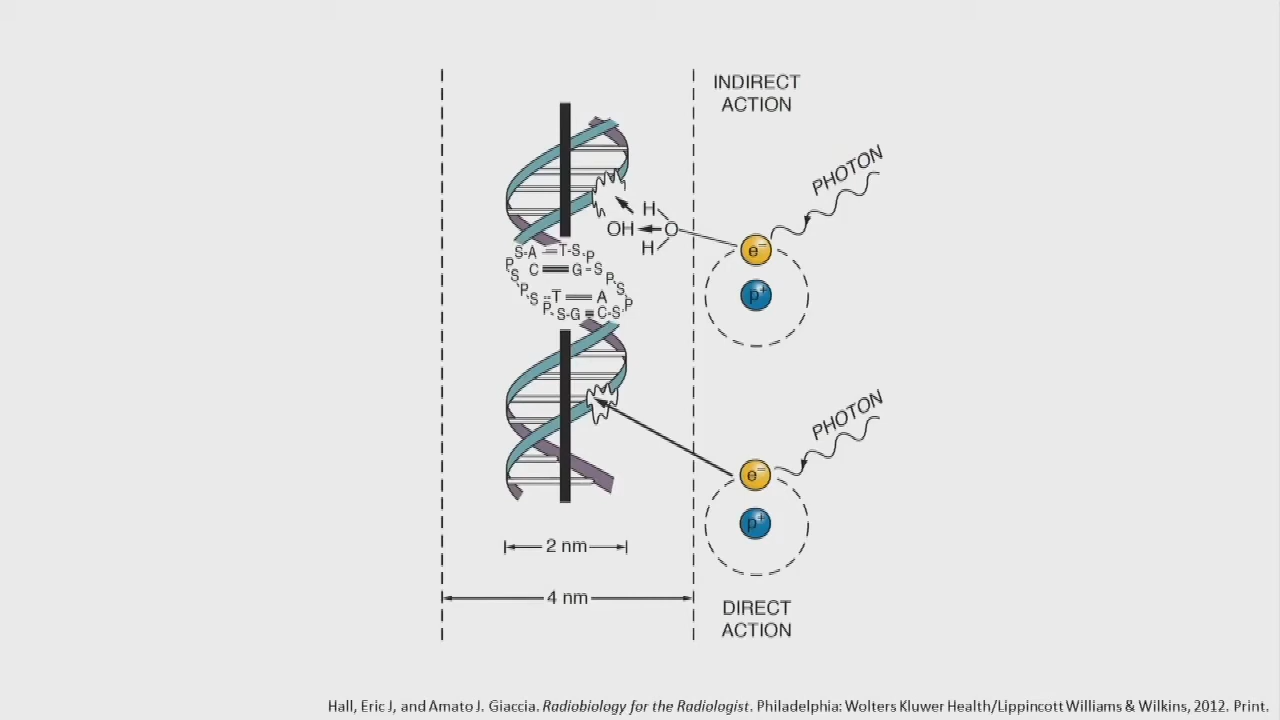 INDIRECT
ACTION
PHOTON
H
OH O
H
e⁻
p⁺
S-A=T-S P
P S C≡G-S P
P S-T=A S P
P S-G≡C-S
PHOTON
e⁻
p⁺
2 nm
4 nm
DIRECT
ACTION
Hall, Eric J, and Amato J. Giaccia. Radiobiology for the Radiologist. Philadelphia: Wolters Kluwer Health/Lippincott Williams & Wilkins, 2012. Print.